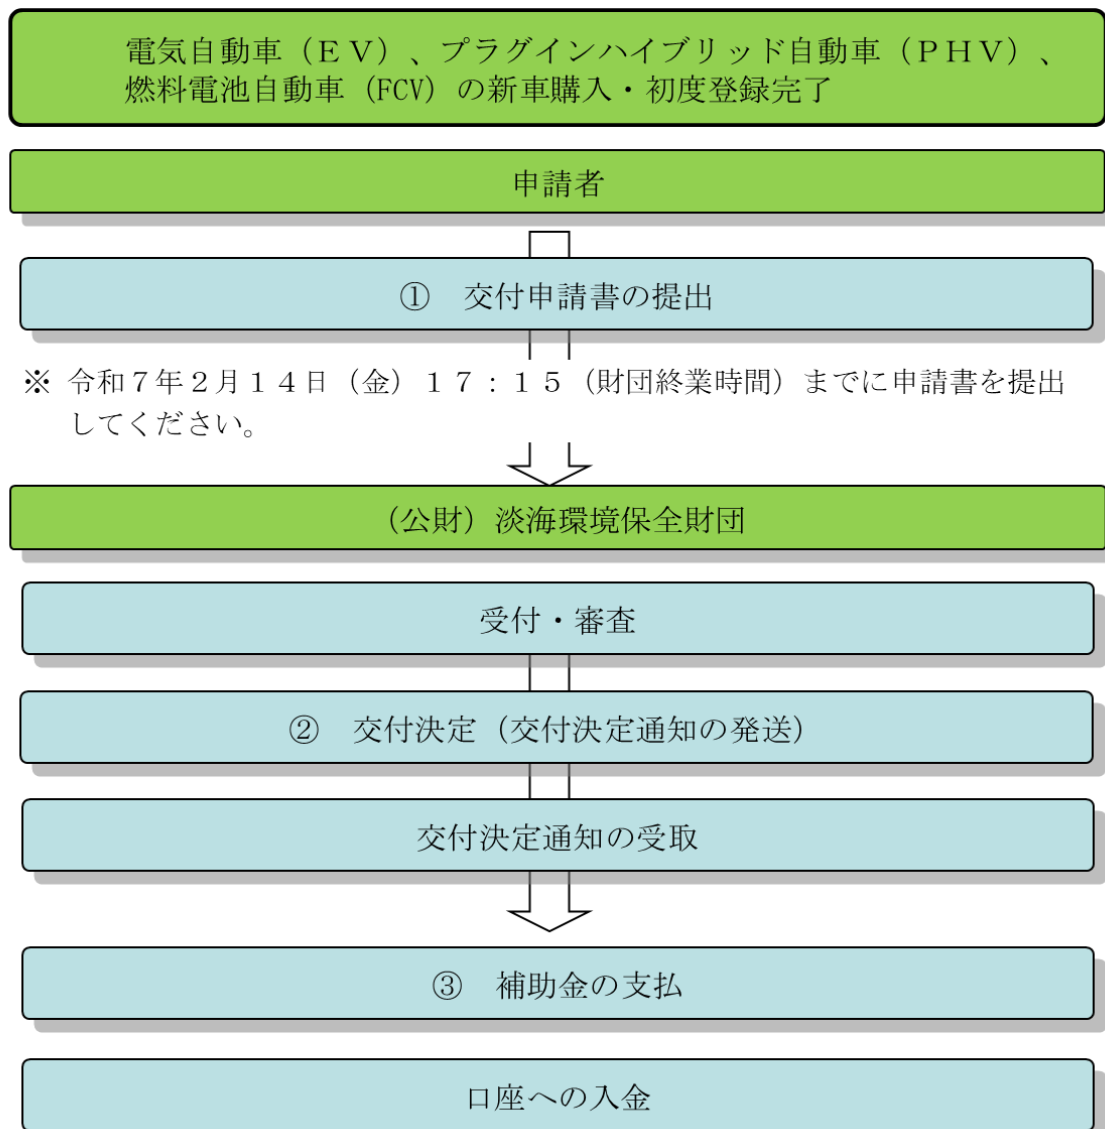 電気自動車（ＥＶ）、プラグインハイブリッド自動車（ＰＨＶ）、
燃料電池自動車（FCV）の新車購入・初度登録完了
申請者
①　交付申請書の提出
※ 令和７年２月１４日（金）１７：１５（財団終業時間）までに申請書を提出
してください。
（公財）淡海環境保全財団
受付・審査
②　交付決定（交付決定通知の発送）
交付決定通知の受取
③　補助金の支払
口座への入金